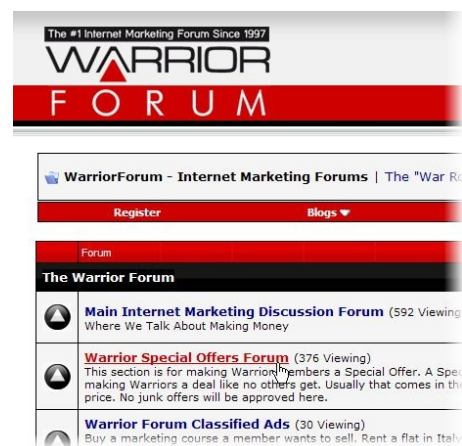 The #1 Internet Marketing Forum Since 1997
WARRIOR
FORUM
WarriorForum - Internet Marketing Forums | The "War
Register Blogs
Forum
The Warrior Forum
Main Internet Marketing Discussion Forum (592 Viewing
Where We Talk About Making Money
Warrior Special Offers Forum (376 Viewing)
This section is for making Warrior members a Special Offer. A
making Warriors a deal like no others get. Usually that comes in
price. No junk offers will be approved here.
Warrior Forum Classified Ads (30 Viewing)
Buy a marketing course a member wants to sell. Rent a flat in Italy